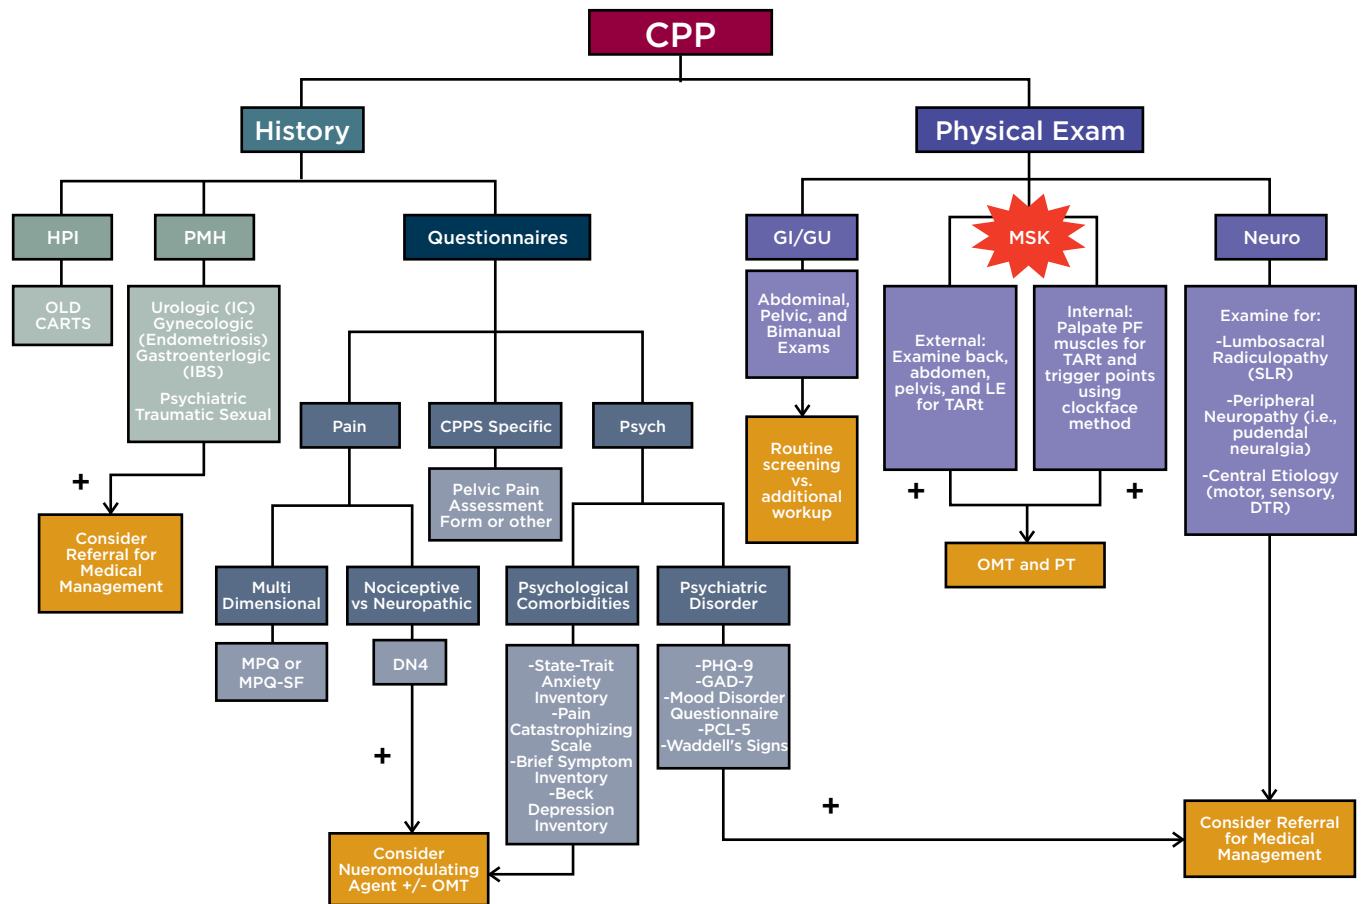 CPP
History
Physical Exam
HPI
PMH
Questionnaires
GI/GU
MSK
Neuro
OLD
CARTS
Urologic (IC)
Gynecologic
(Endometriosis)
Gastroenterlogic
(IBS)
Psychiatric
Traumatic Sexual
Abdominal,
Pelvic, and
Bimanual
Exams
External:
Examine back,
abdomen,
pelvis, and LE
for TARt
Internal:
Palpate PF
muscles for
TARt and
trigger points
using
clockface
method
Examine for:
-Lumbosacral
Radiculopathy
(SLR)
-Peripheral
Neuropathy (i.e.,
pudendal
neuralgia)
-Central Etiology
(motor, sensory,
DTR)
Pain
CPPS Specific
Psych
Routine
screening
vs.
additional
workup
+
+
+
Consider
Referral for
Medical
Management
Pelvic Pain
Assessment
Form or other
OMT and PT
Multi
Dimensional
Nociceptive
vs Neuropathic
Psychological
Comorbidities
Psychiatric
Disorder
MPQ or
MPQ-SF
DN4
-State-Trait
Anxiety
Inventory
-Pain
Catastrophizing
Scale
-Brief Symptom
Inventory
-Beck
Depression
Inventory
-PHQ-9
-GAD-7
-Mood Disorder
Questionnaire
-PCL-5
-Waddell's Signs
+
+
Consider
Nueromodulating
Agent +/- OMT
Consider Referral
for Medical
Management